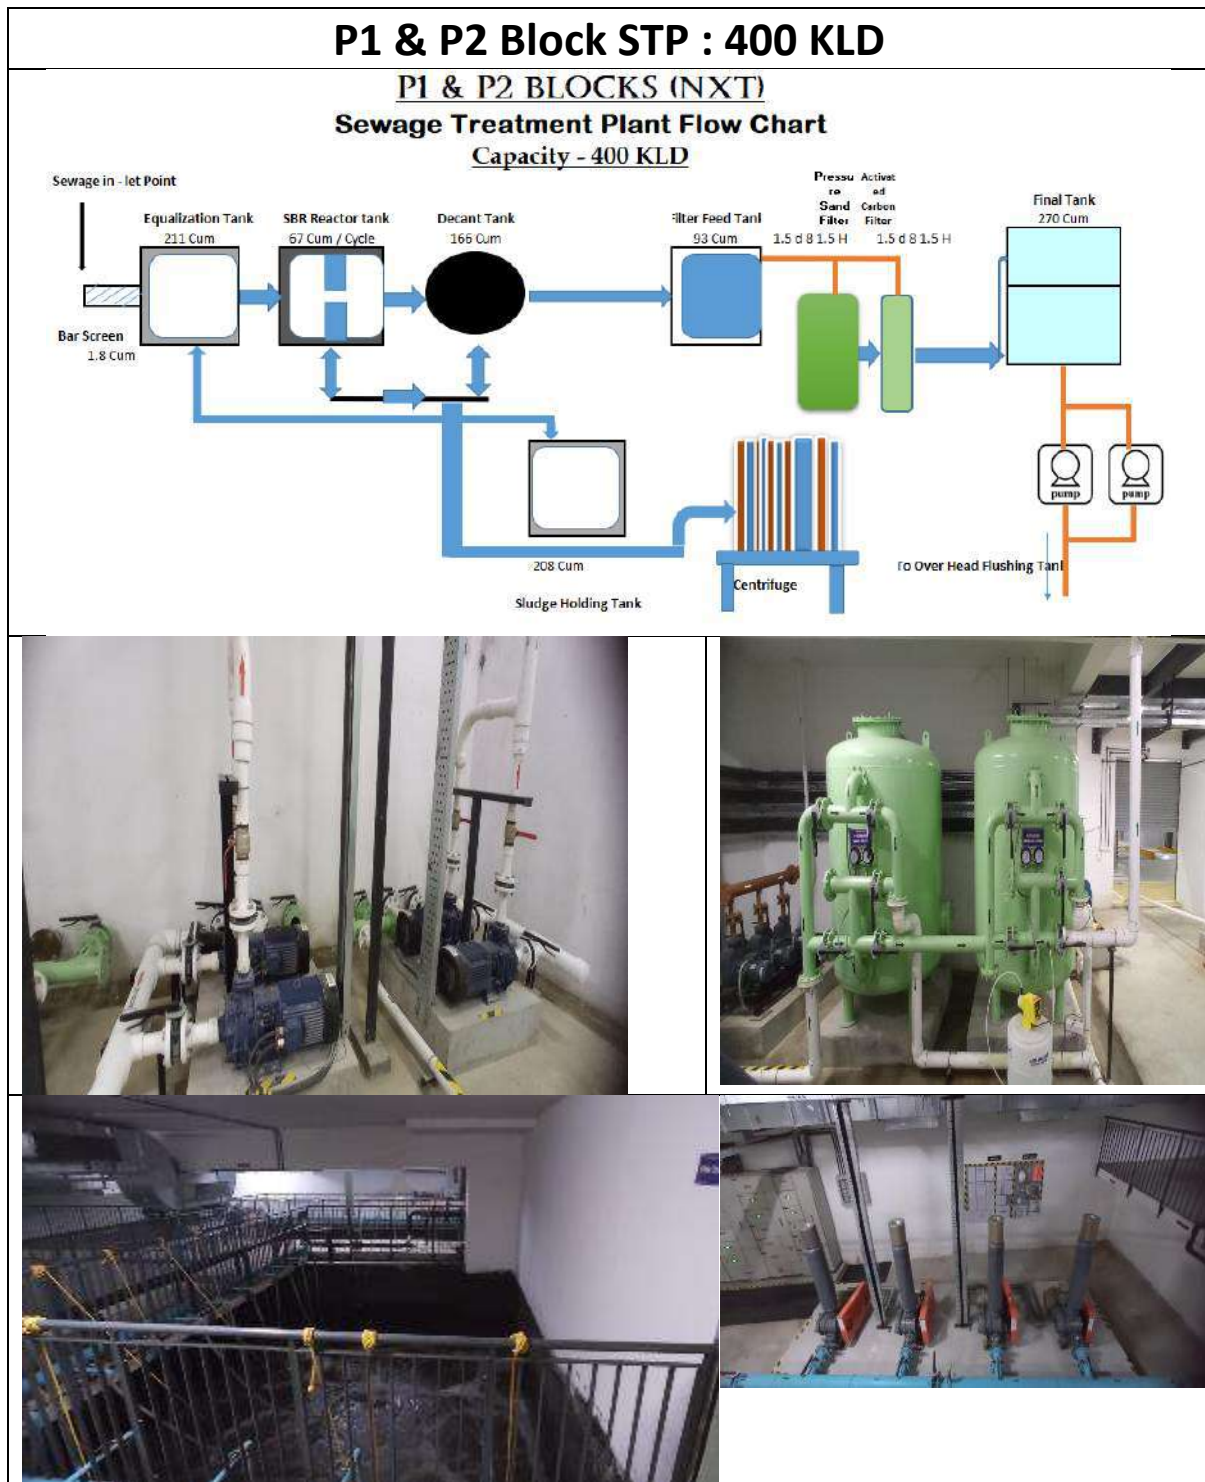 P1 & P2 Block STP : 400 KLD
P1 & P2 BLOCKS (NXT)
Sewage Treatment Plant Flow Chart
Capacity - 400 KLD
Sewage in - let Point
Equalization Tank
211 Cum
SBR Reactor tank
67 Cum / Cycle
Decant Tank
166 Cum
Filter Feed Tank
93 Cum
Pressu
re
Sand
Filter
1.5 d 8 1.5 H
Activat
ed
Carbon
Filter
1.5 d 8 1.5 H
Final Tank
270 Cum
Bar Screen
1.8 Cum
pump
pump
208 Cum
Sludge Holding Tank
Centrifuge
To Over Head Flushing Tank